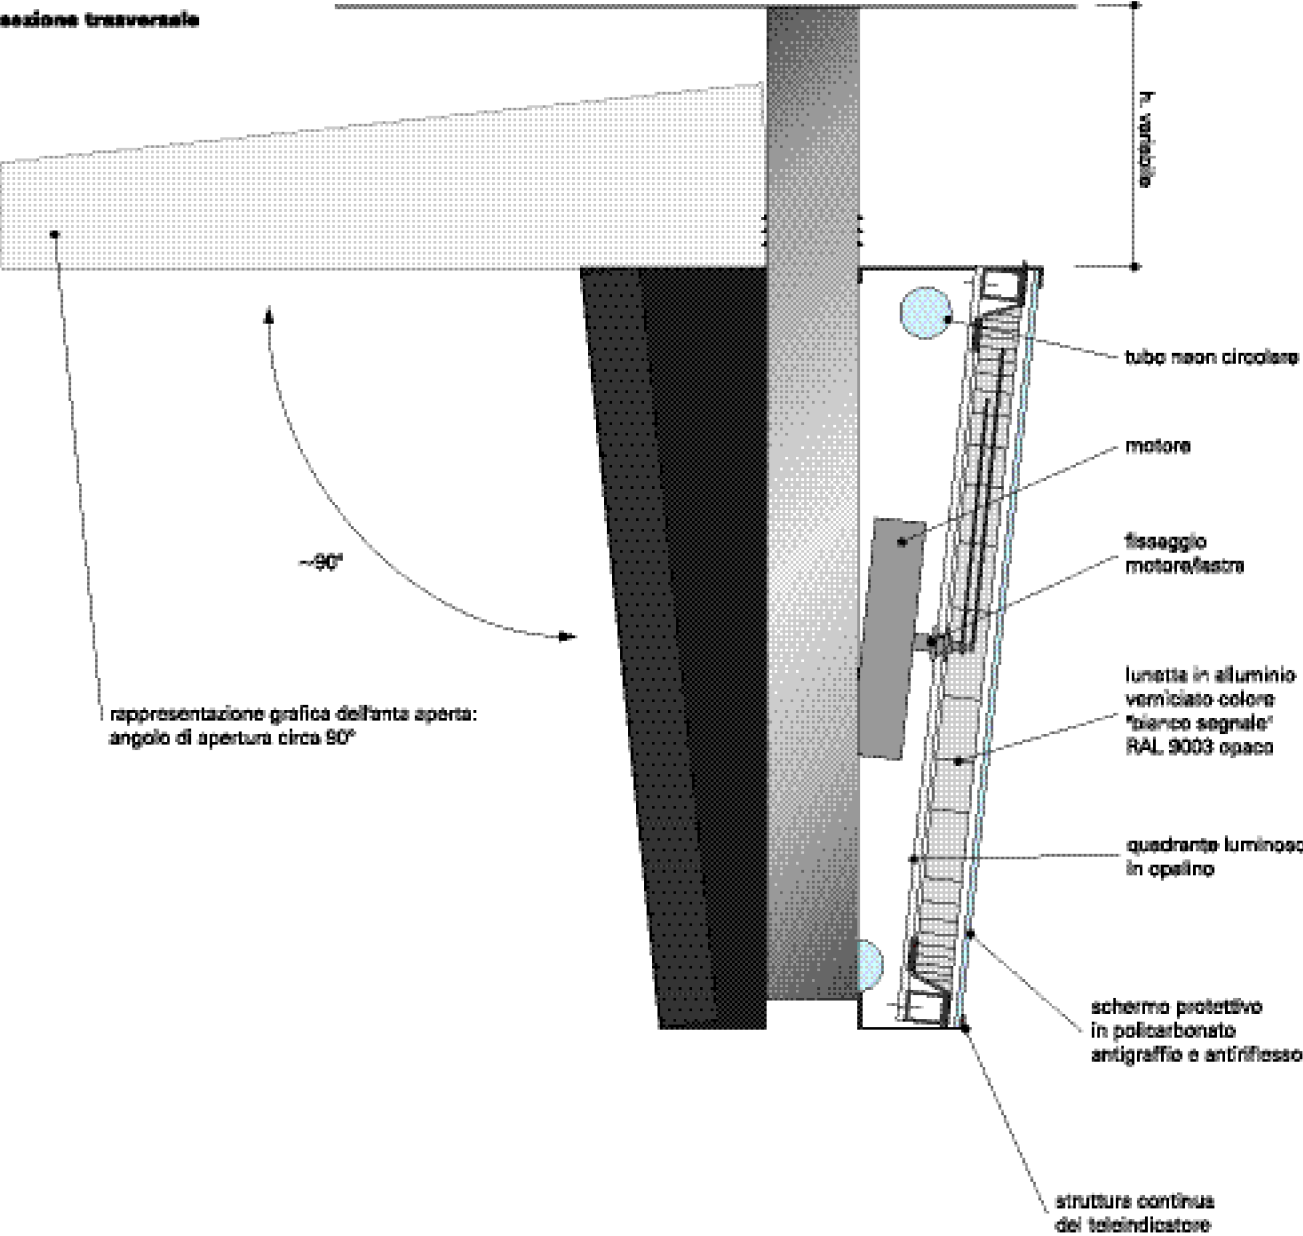 sezione trasversale
h. variabile
tubo neon circolare
motore
fissaggio
motore/lastra
~90°
lunetta in alluminio
verniciato colore
"bianco segnale"
RAL 9003 opaco
rappresentazione grafica dell'anta aperta:
angolo di apertura circa 90°
quadrante luminoso
in opalino
schermo protettivo
in policarbonato
antigraffio e antiriflesso
struttura continua
del teleindicatore